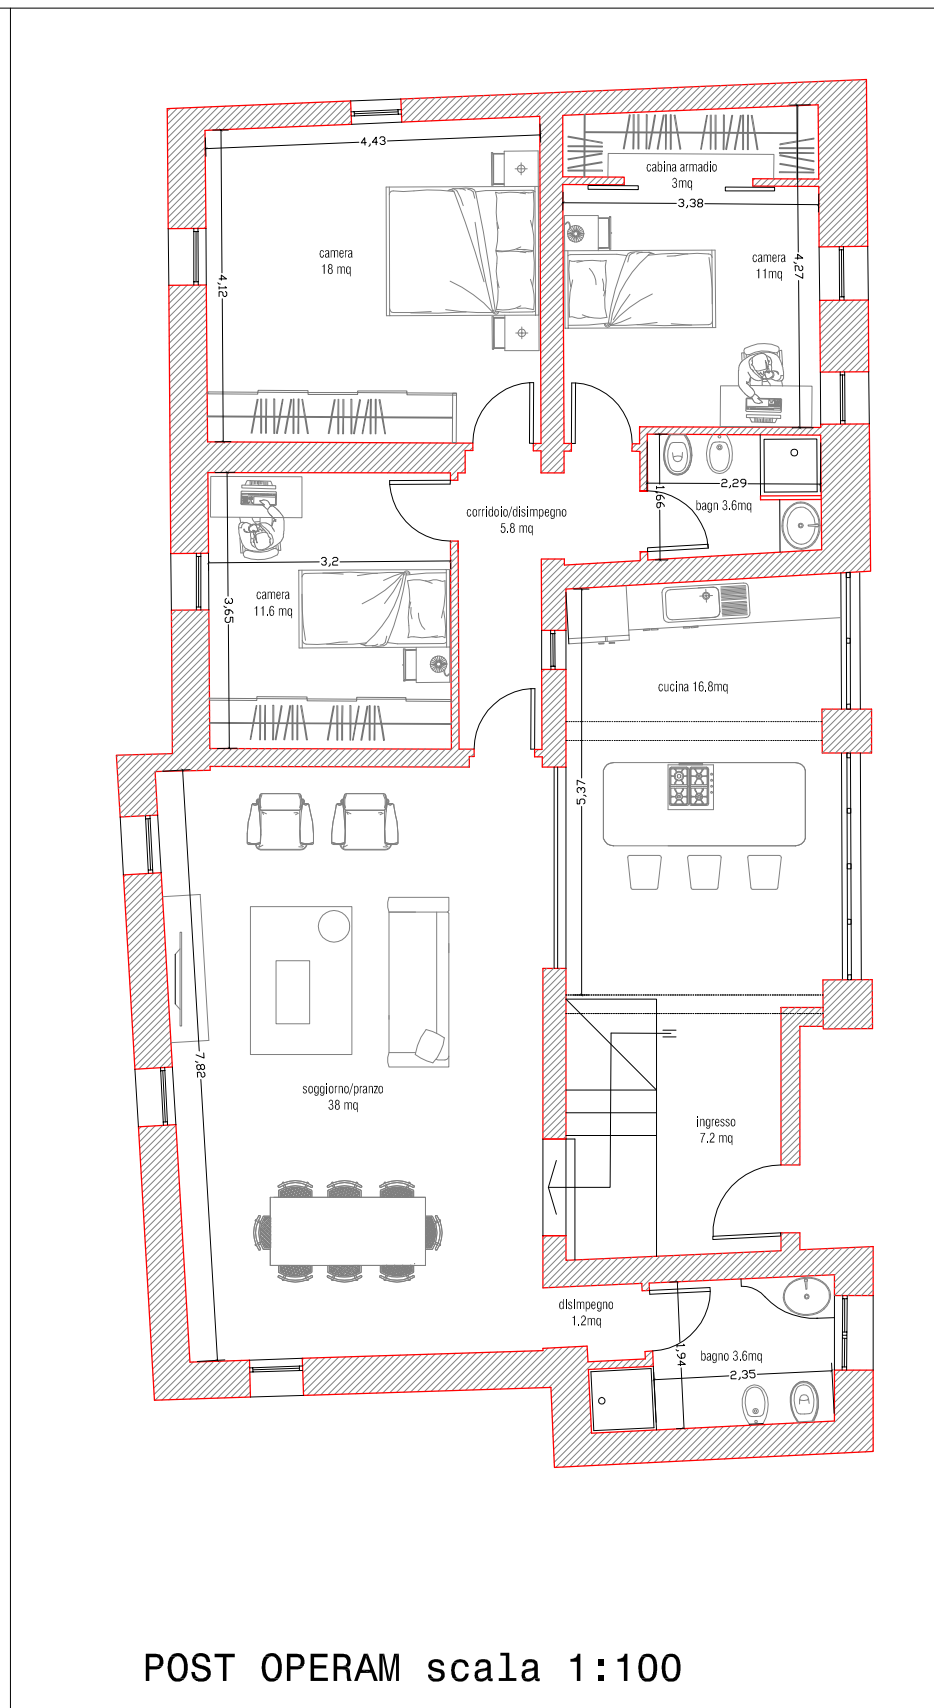 4,43
cabina armadio
3mq
3,38
camera
18 mq
camera
11mq
4,12
4,27
2,29
1,66
bagn 3.6mq
corridoio/disimpegno
5.8 mq
3,2
camera
11.6 mq
3,65
cucina 16,8mq
5,37
7,82
soggiorno/pranzo
38 mq
ingresso
7.2 mq
disimpegno
1.2mq
bagno 3.6mq
1,94
2,35
POST OPERAM scala 1:100